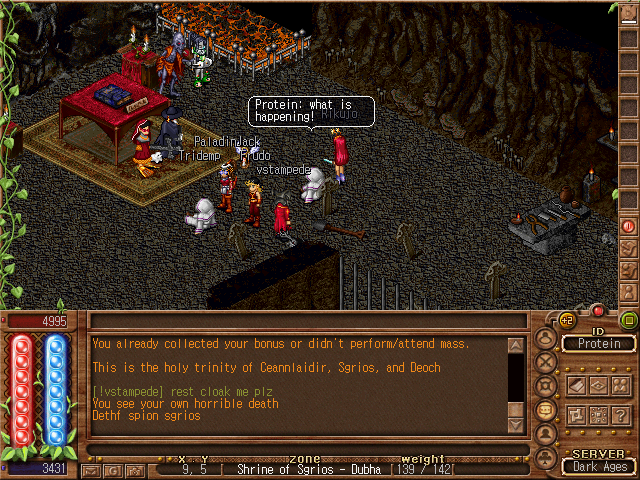 Protein: what is
happening!
Rikujo
PaladinJack
Tridemp
Trudo
vstampede
4995
3431
You already collected your bonus or didn't perform/attend mass.
This is the holy trinity of Ceannlaidir, Sgrios, and Deoch
[!vstampede] rest cloak me plz
You see your own horrible death
Dethf spion sgrios
x y zone weight
9, 5 [ Shrine of Sgrios - Dubha [139 / 142[
+2
ID
Protein
?
SERVER
Dark Ages